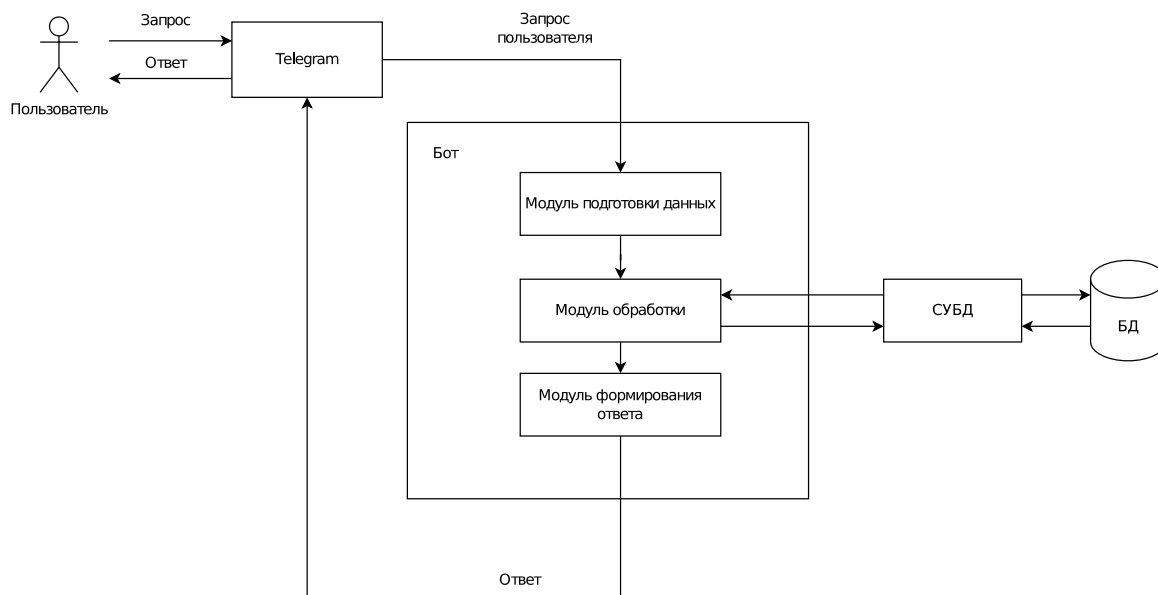 Запрос
Ответ
Пользователь
Telegram
Запрос
пользователя
Бот
Модуль подготовки данных
Модуль обработки
СУБД
БД
Модуль формирования
ответа
Ответ